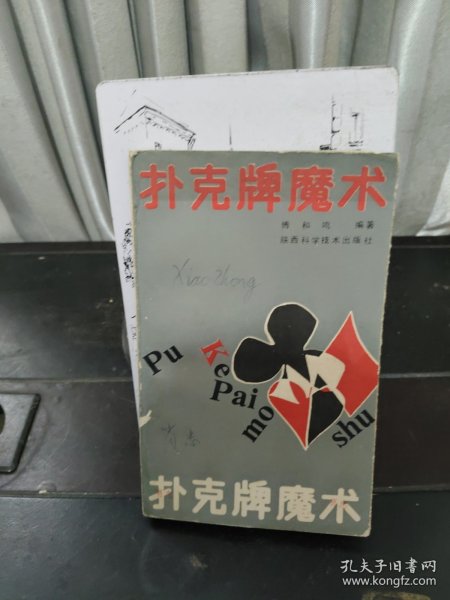 扑克牌魔术
傅和鸣 编著
陕西科学技术出版社
Xiao Zhong
Pu Ke Pai mo shu
扑克牌魔术
孔夫子旧书网
www.kongfz.com